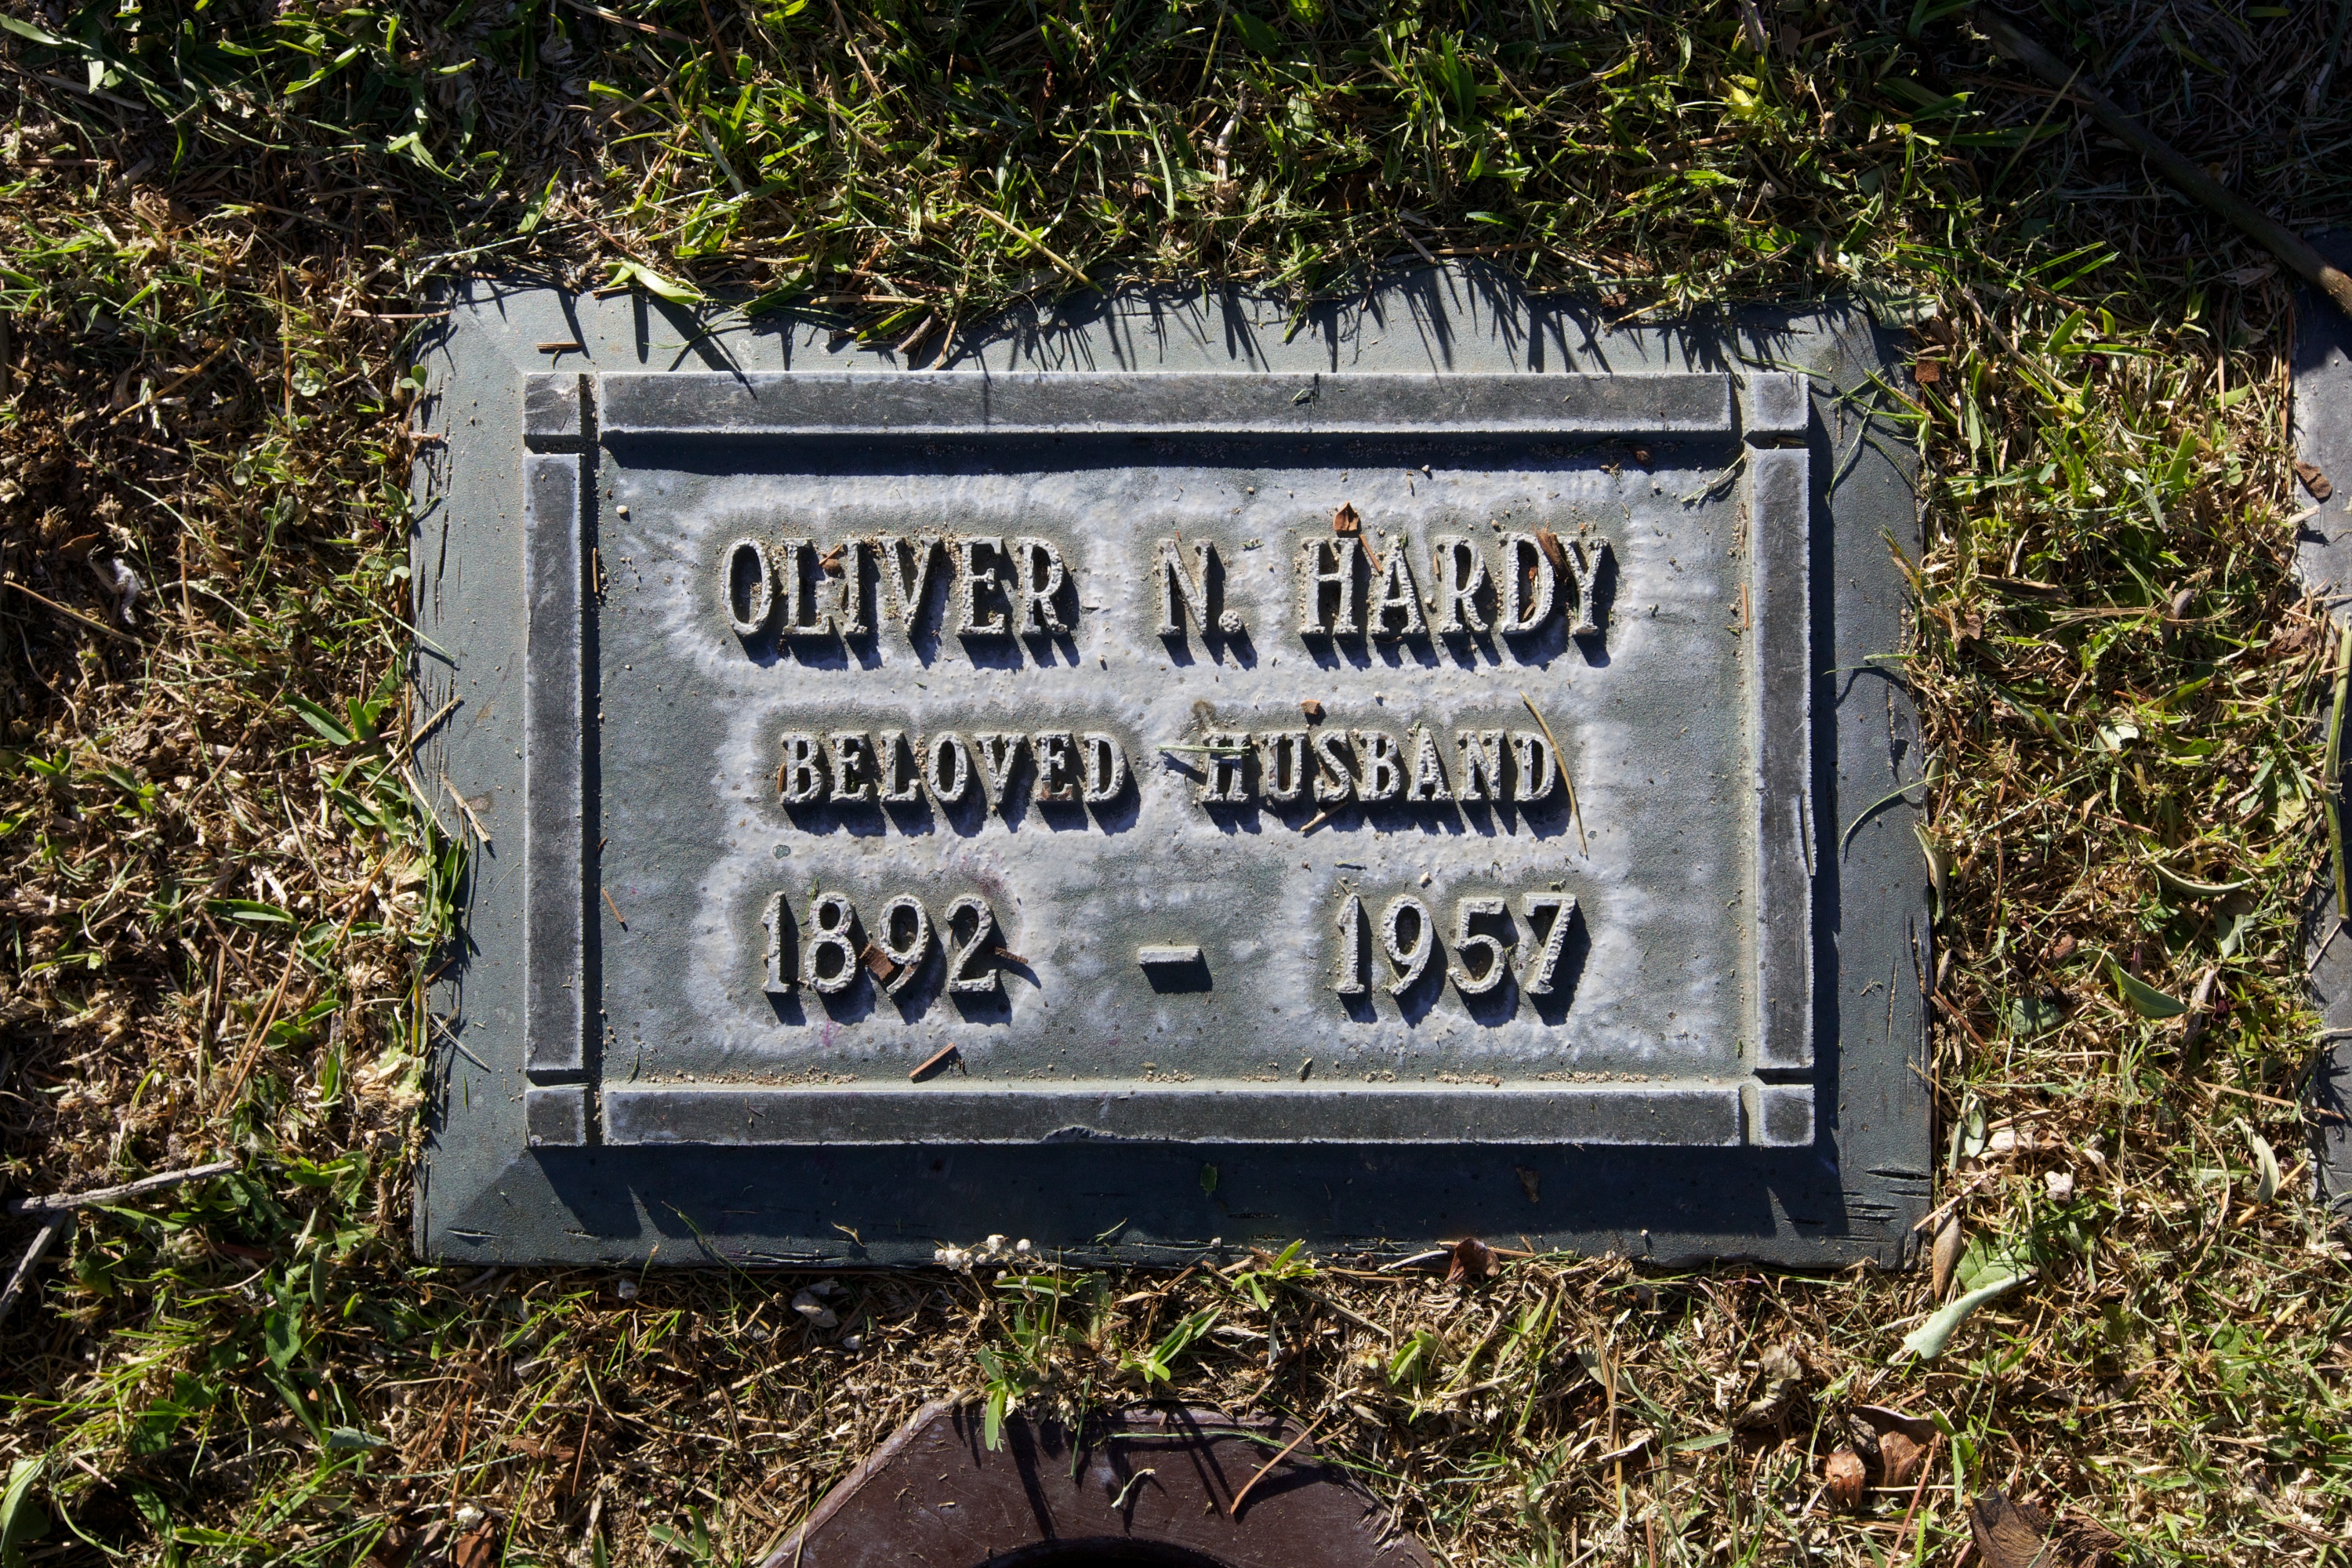 OLIVER N. HARDY
BELOVED HUSBAND
1892 - 1957